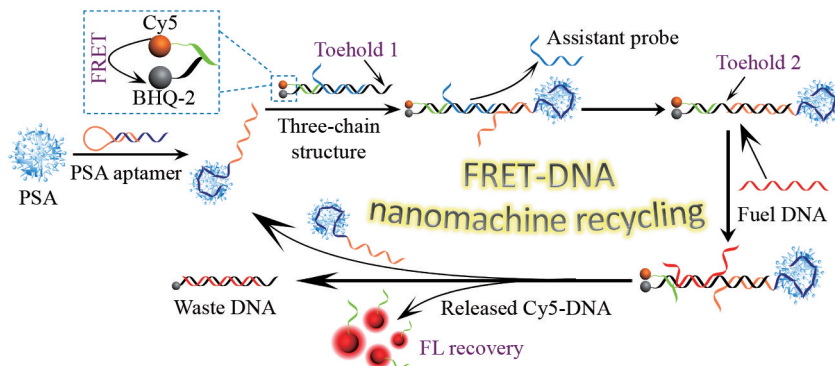 Cy5
FRET
BHQ-2
Toehold 1
Assistant probe
Toehold 2
Three-chain
structure
PSA
PSA aptamer
FRET-DNA
nanomachine recycling
Fuel DNA
Waste DNA
Released Cy5-DNA
FL recovery